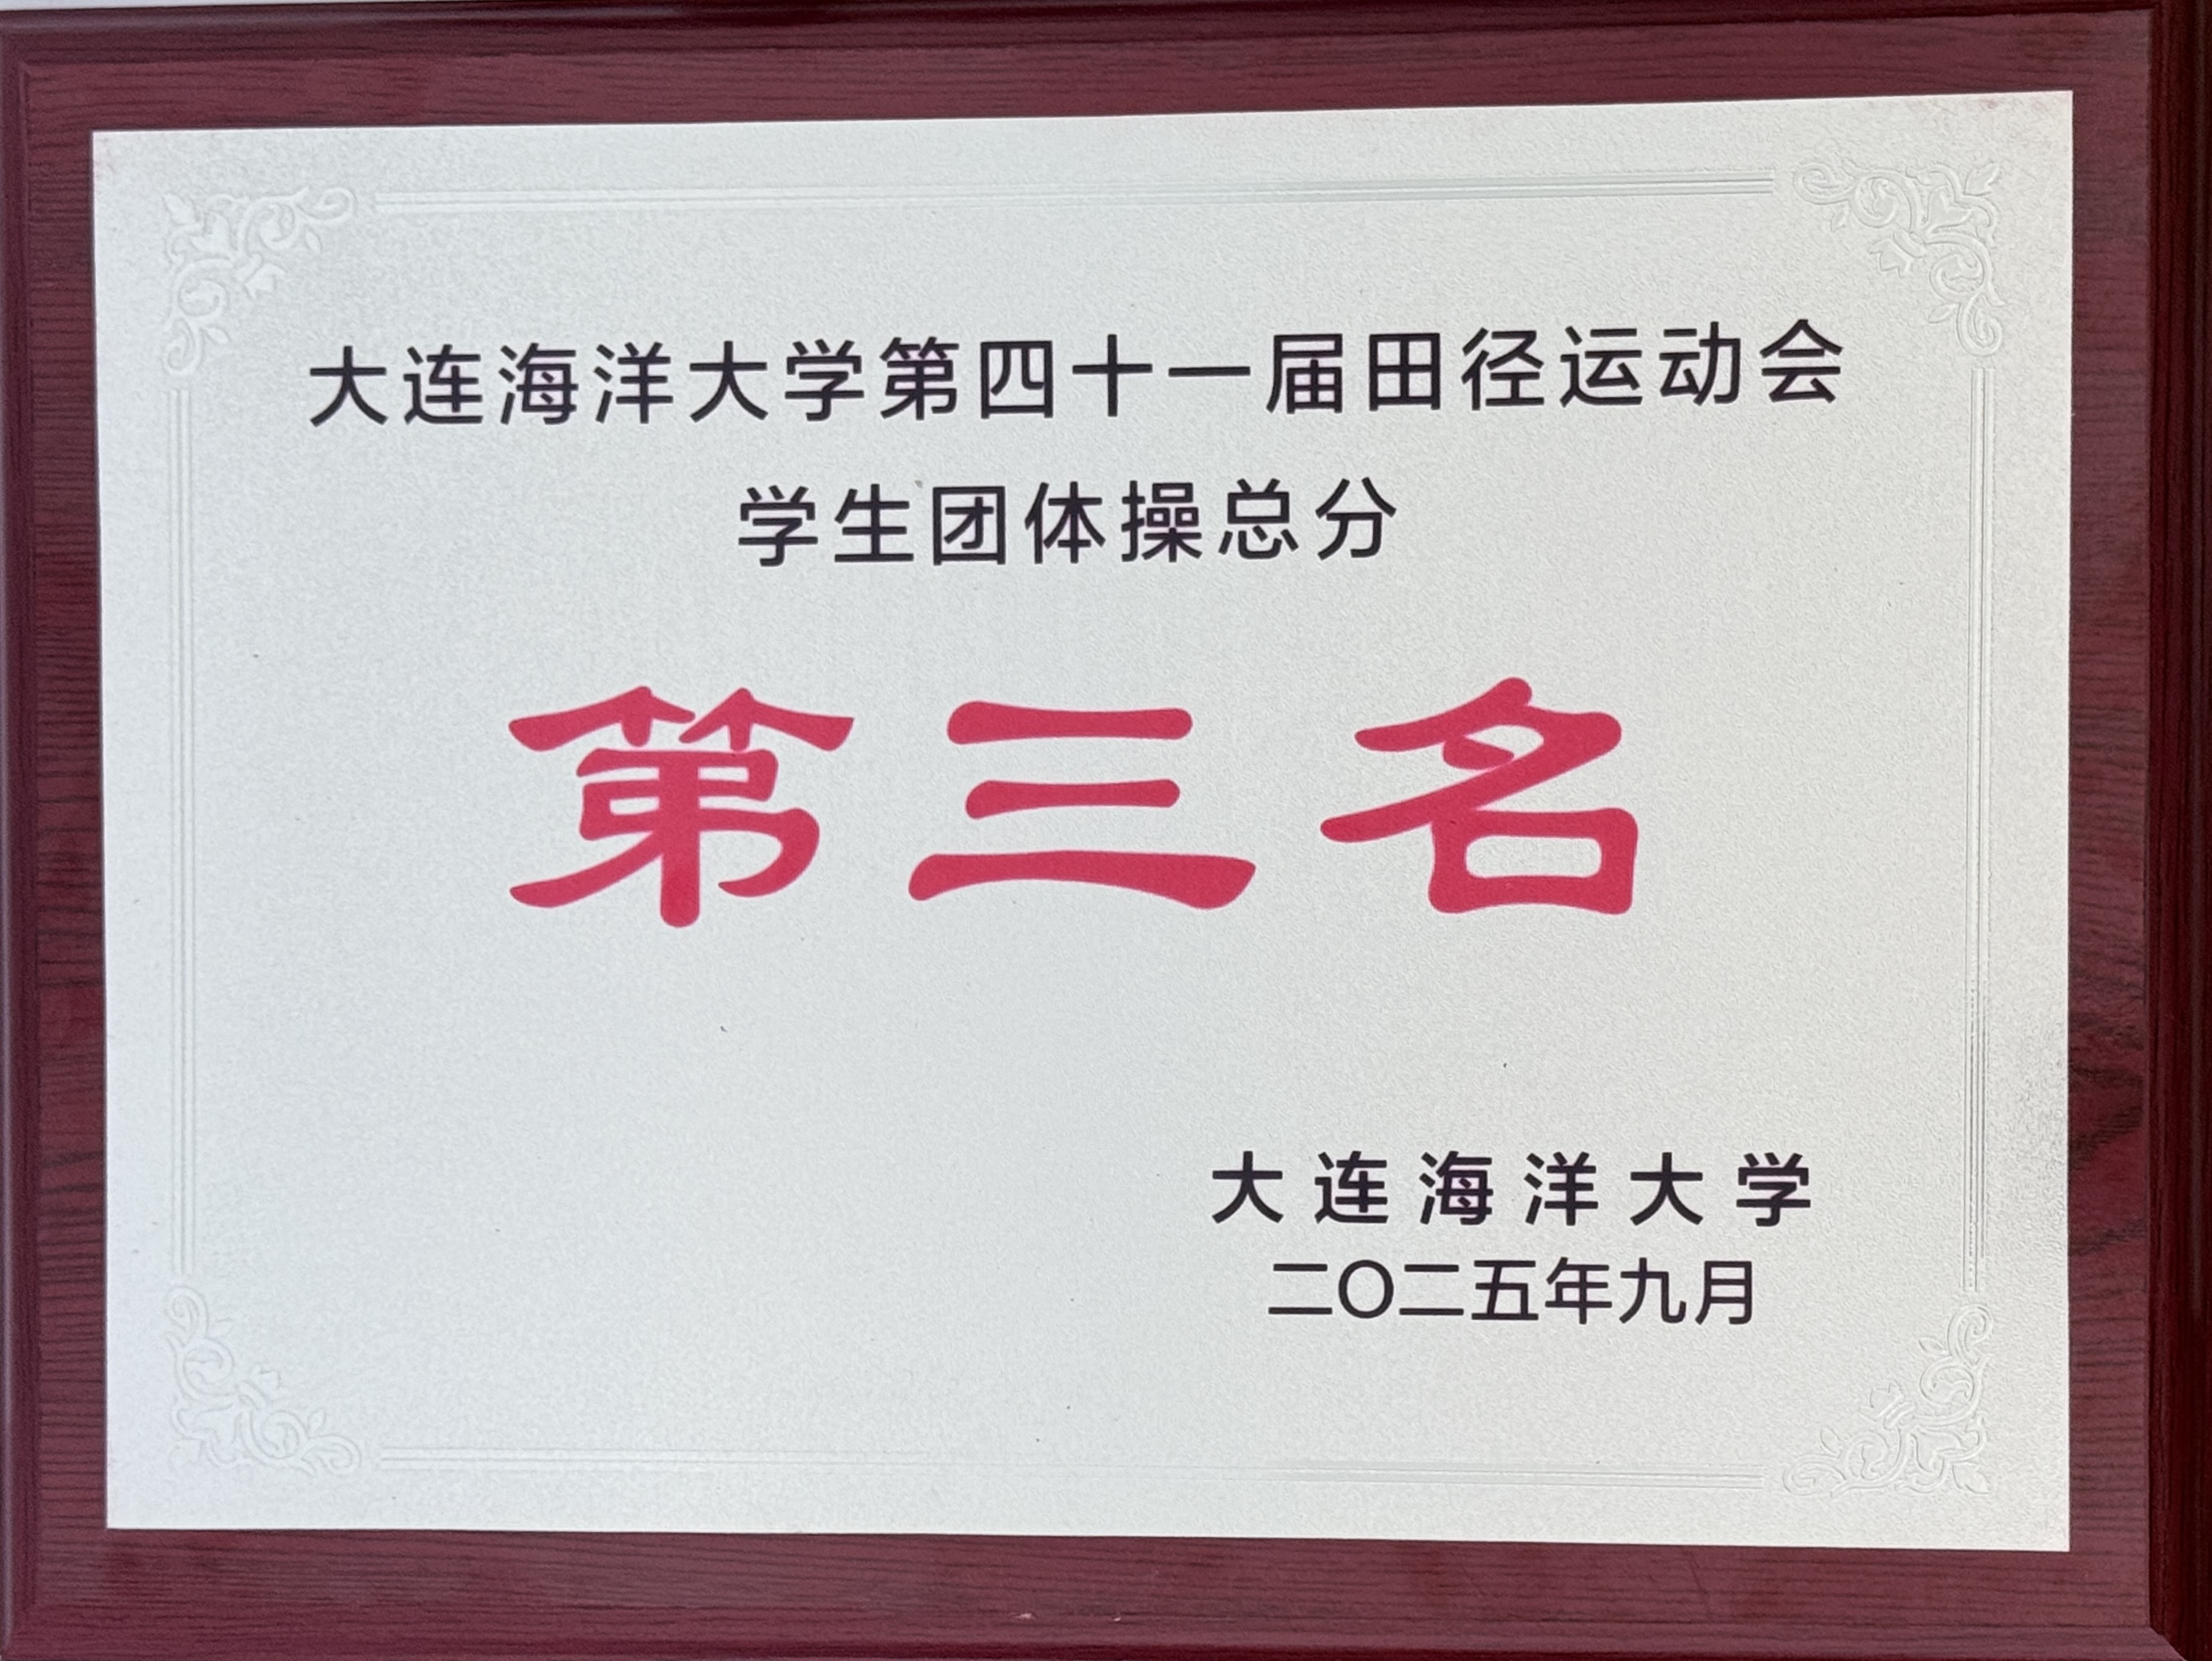 大连海洋大学第四十一届田径运动会
学生团体操总分
第三名
大连海洋大学
二〇二五年九月